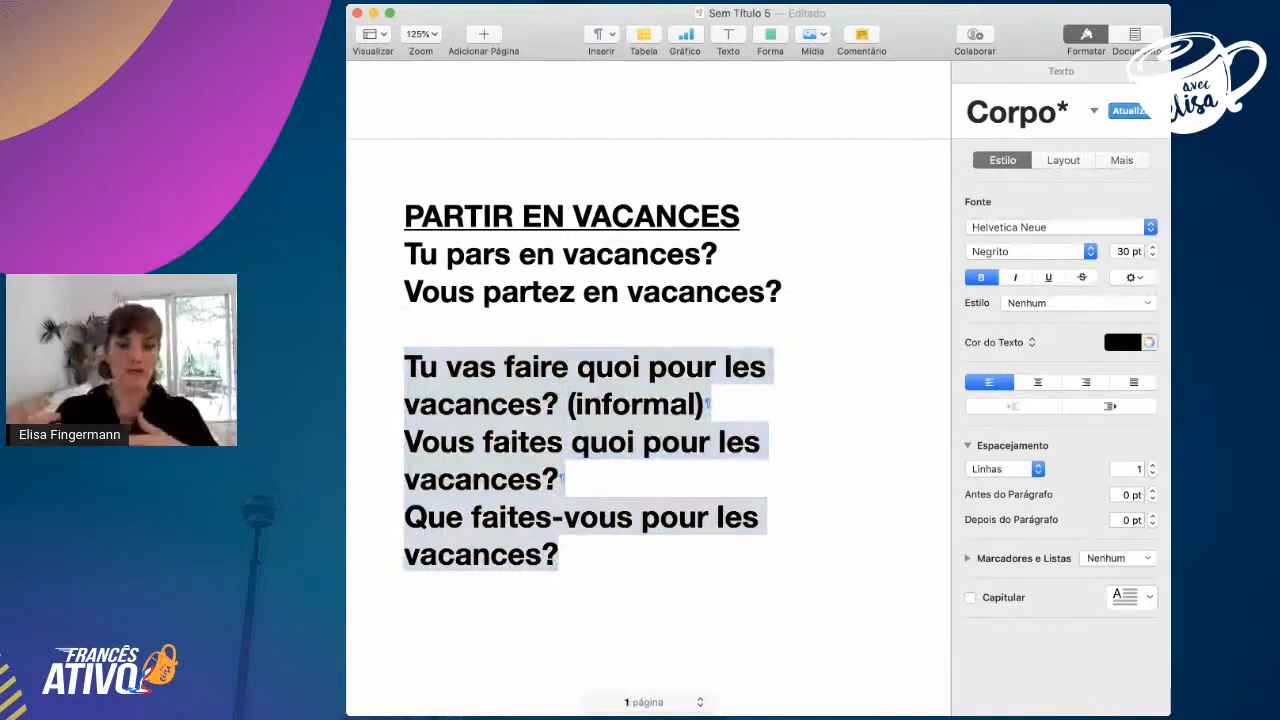 Sem Título 5 — Editado
125%
Visualizar Zoom Adicionar Página Inserir Tabela Gráfico Texto Forma Mídia Comentário Colaborar Formatar
Texto
avec
elisa
Corpo*
Estilo Layout Mais
PARTIR EN VACANCES
Tu pars en vacances?
Vous partez en vacances?
Tu vas faire quoi pour les
vacances? (informal)
Vous faites quoi pour les
vacances?
Que faites-vous pour les
vacances?
Fonte
Helvetica Neue
Negrito 30 pt
B I U S
Estilo Nenhum
Cor do Texto
Espaçamento
Linhas 1
Antes do Parágrafo 0 pt
Depois do Parágrafo 0 pt
Marcadores e Listas Nenhum
Capitular A
1 página
Elisa Fingermann
FRANCÊS
ATIVO